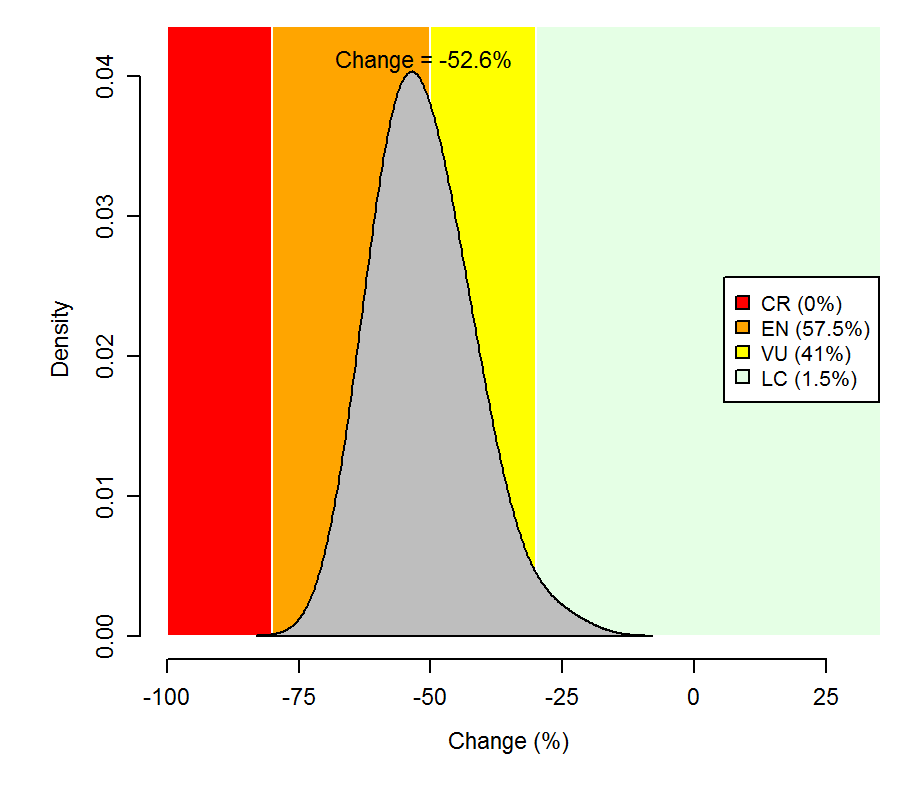 Change = -52.6%
0.04
0.03
0.02
0.01
0.00
Density
CR (0%)
EN (57.5%)
VU (41%)
LC (1.5%)
-100 -75 -50 -25 0 25
Change (%)